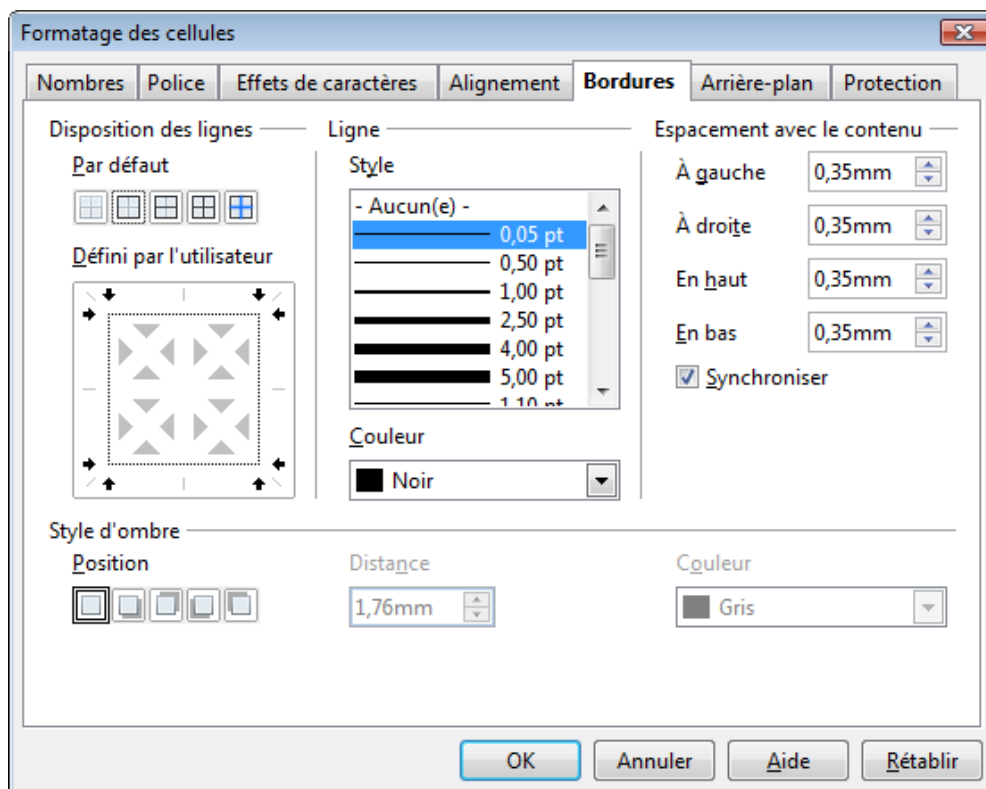 Formatage des cellules
Nombres Police Effets de caractères Alignement Bordures Arrière-plan Protection
Disposition des lignes
Par défaut
Défini par l'utilisateur
Ligne
Style
- Aucun(e) -
0,05 pt
0,50 pt
1,00 pt
2,50 pt
4,00 pt
5,00 pt
1,10 pt
Couleur
Noir
Espacement avec le contenu
À gauche 0,35mm
À droite 0,35mm
En haut 0,35mm
En bas 0,35mm
Synchroniser
Style d'ombre
Position
Distance
1,76mm
Couleur
Gris
OK Annuler Aide Rétablir